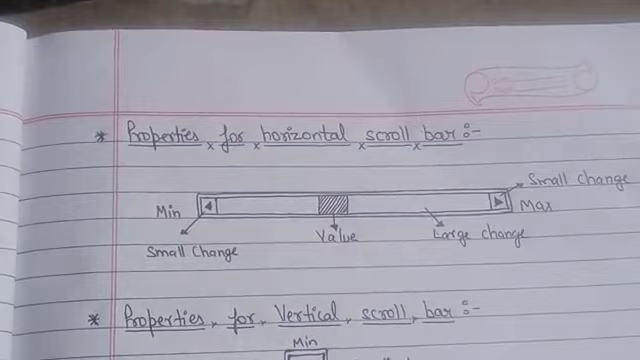 * Properties for horizontal scroll bar :-
Small Change
Min Max
Value Large change
Small Change
* Properties for Vertical scroll bar :-
Min